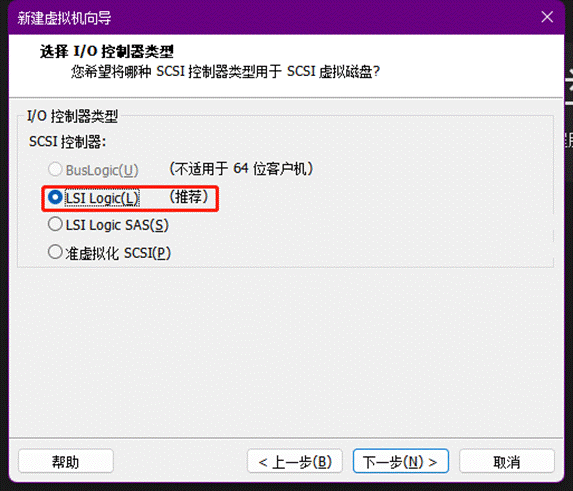 新建虚拟机向导
选择 I/O 控制器类型
您希望将哪种 SCSI 控制器类型用于 SCSI 虚拟磁盘?
I/O 控制器类型
SCSI 控制器:
BusLogic(U) (不适用于 64 位客户机)
LSI Logic(L) (推荐)
LSI Logic SAS(S)
准虚拟化 SCSI(P)
帮助 < 上一步(B) 下一步(N) > 取消